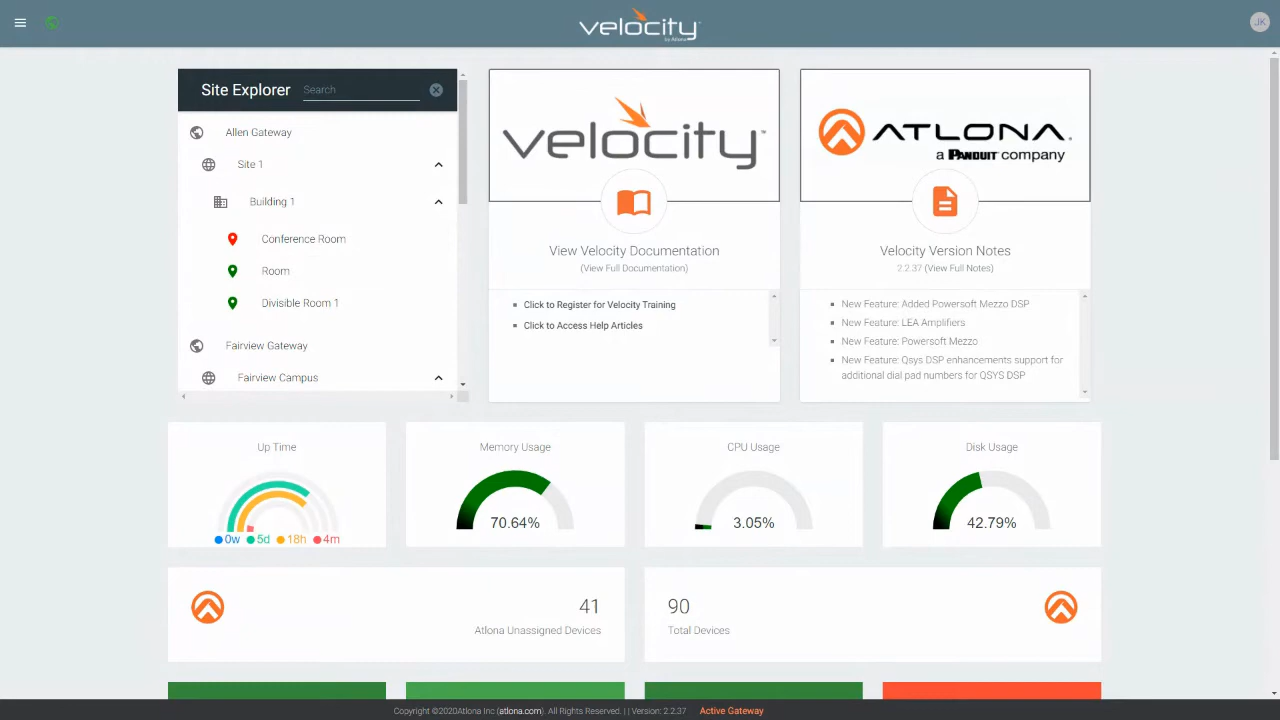 velocity
by Atlona
JK
Site Explorer
Search
Allen Gateway
Site 1
Building 1
Conference Room
Room
Divisible Room 1
Fairview Gateway
Fairview Campus
velocity™
View Velocity Documentation
(View Full Documentation)
Click to Register for Velocity Training
Click to Access Help Articles
ATLONA®
a PANDUIT company
Velocity Version Notes
2.2.37 (View Full Notes)
New Feature: Added Powersoft Mezzo DSP
New Feature: LEA Amplifiers
New Feature: Powersoft Mezzo
New Feature: Qsys DSP enhancements support for
additional dial pad numbers for QSYS DSP
Up Time
0w 5d 18h 4m
Memory Usage
70.64%
CPU Usage
3.05%
Disk Usage
42.79%
41
Atlona Unassigned Devices
90
Total Devices
Copyright ©2020Atlona Inc (atlona.com). All Rights Reserved. | | Version: 2.2.37 Active Gateway